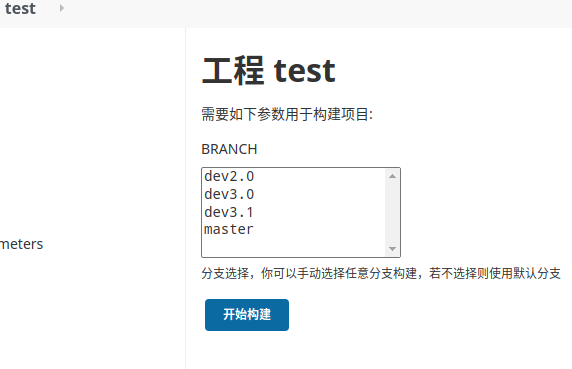 test
工程 test
需要如下参数用于构建项目:
BRANCH
dev2.0
dev3.0
dev3.1
master
meters
分支选择，你可以手动选择任意分支构建，若不选择则使用默认分支
开始构建